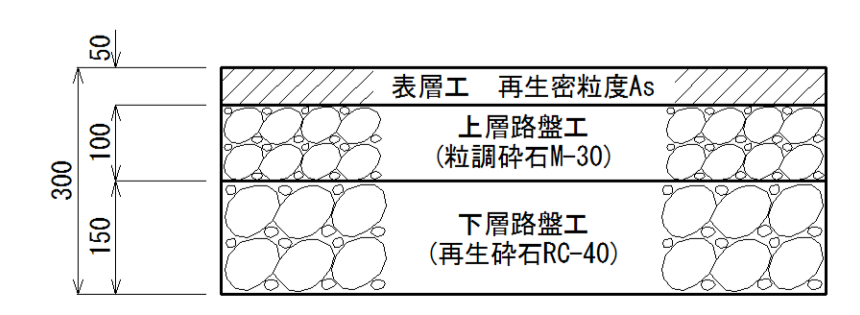 50
表層工　再生密粒度As
100
上層路盤工
(粒調砕石M-30)
300
150
下層路盤工
(再生砕石RC-40)